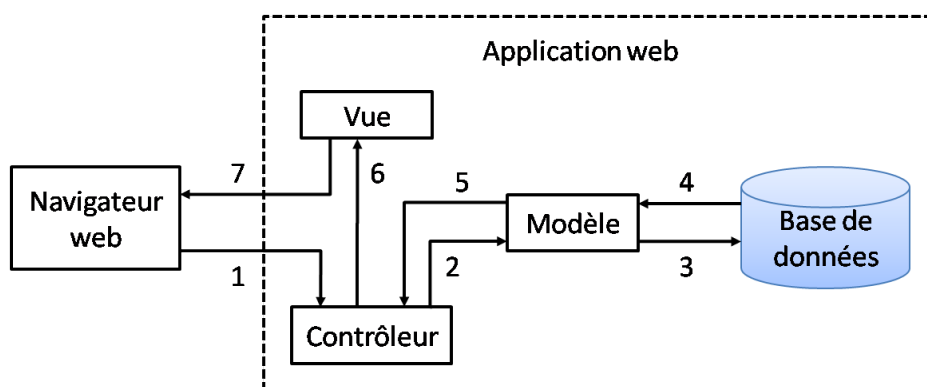 Application web
Vue
7
6
5
4
Navigateur
web
Modèle
Base de
données
1
2
3
Contrôleur